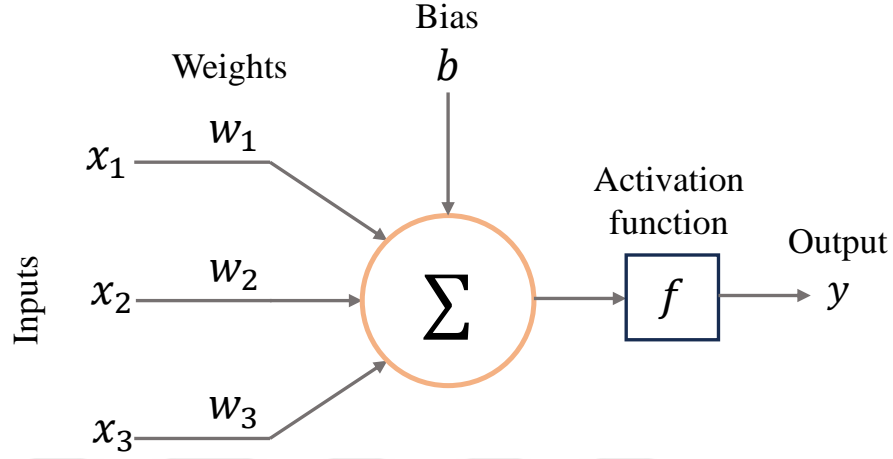 Bias
b
Weights
w₁
x₁
Activation
function
Output
Inputs
w₂
x₂
∑
f
y
w₃
x₃